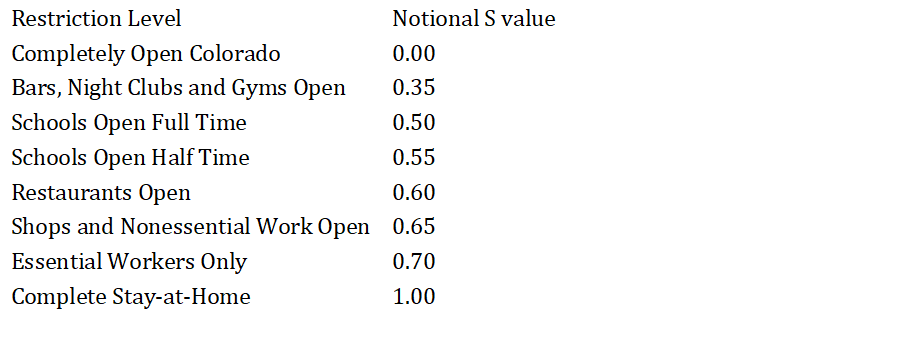 Restriction Level Notional S value
Completely Open Colorado 0.00
Bars, Night Clubs and Gyms Open 0.35
Schools Open Full Time 0.50
Schools Open Half Time 0.55
Restaurants Open 0.60
Shops and Nonessential Work Open 0.65
Essential Workers Only 0.70
Complete Stay-at-Home 1.00